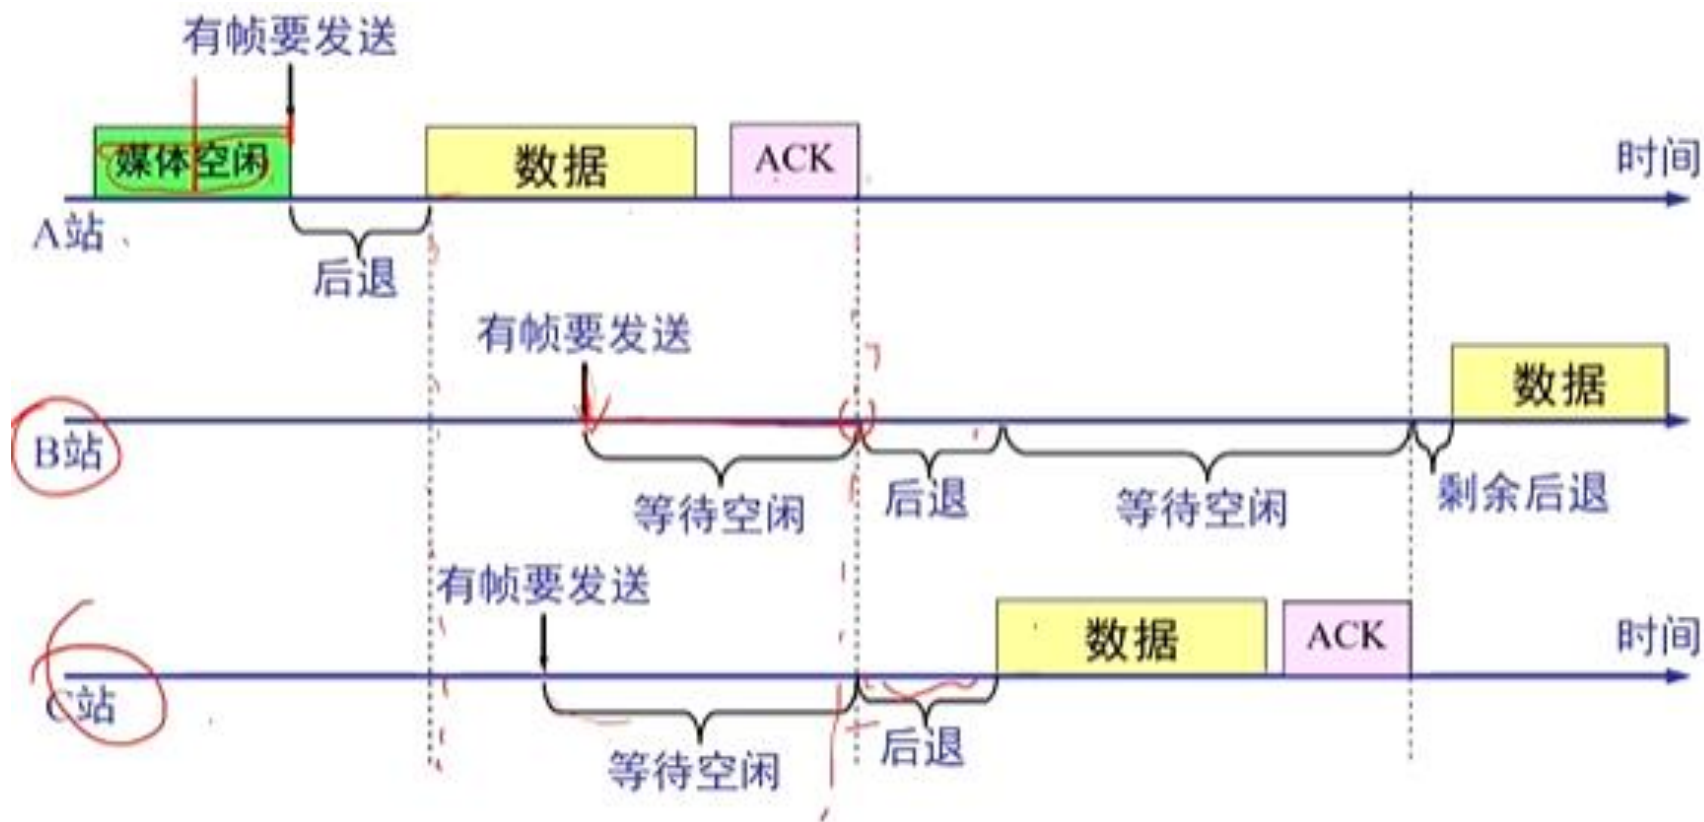 有帧要发送
媒体空闲
数据
ACK
时间
A站
后退
有帧要发送
数据
B站
等待空闲
后退
等待空闲
剩余后退
有帧要发送
数据
ACK
时间
C站
等待空闲
后退